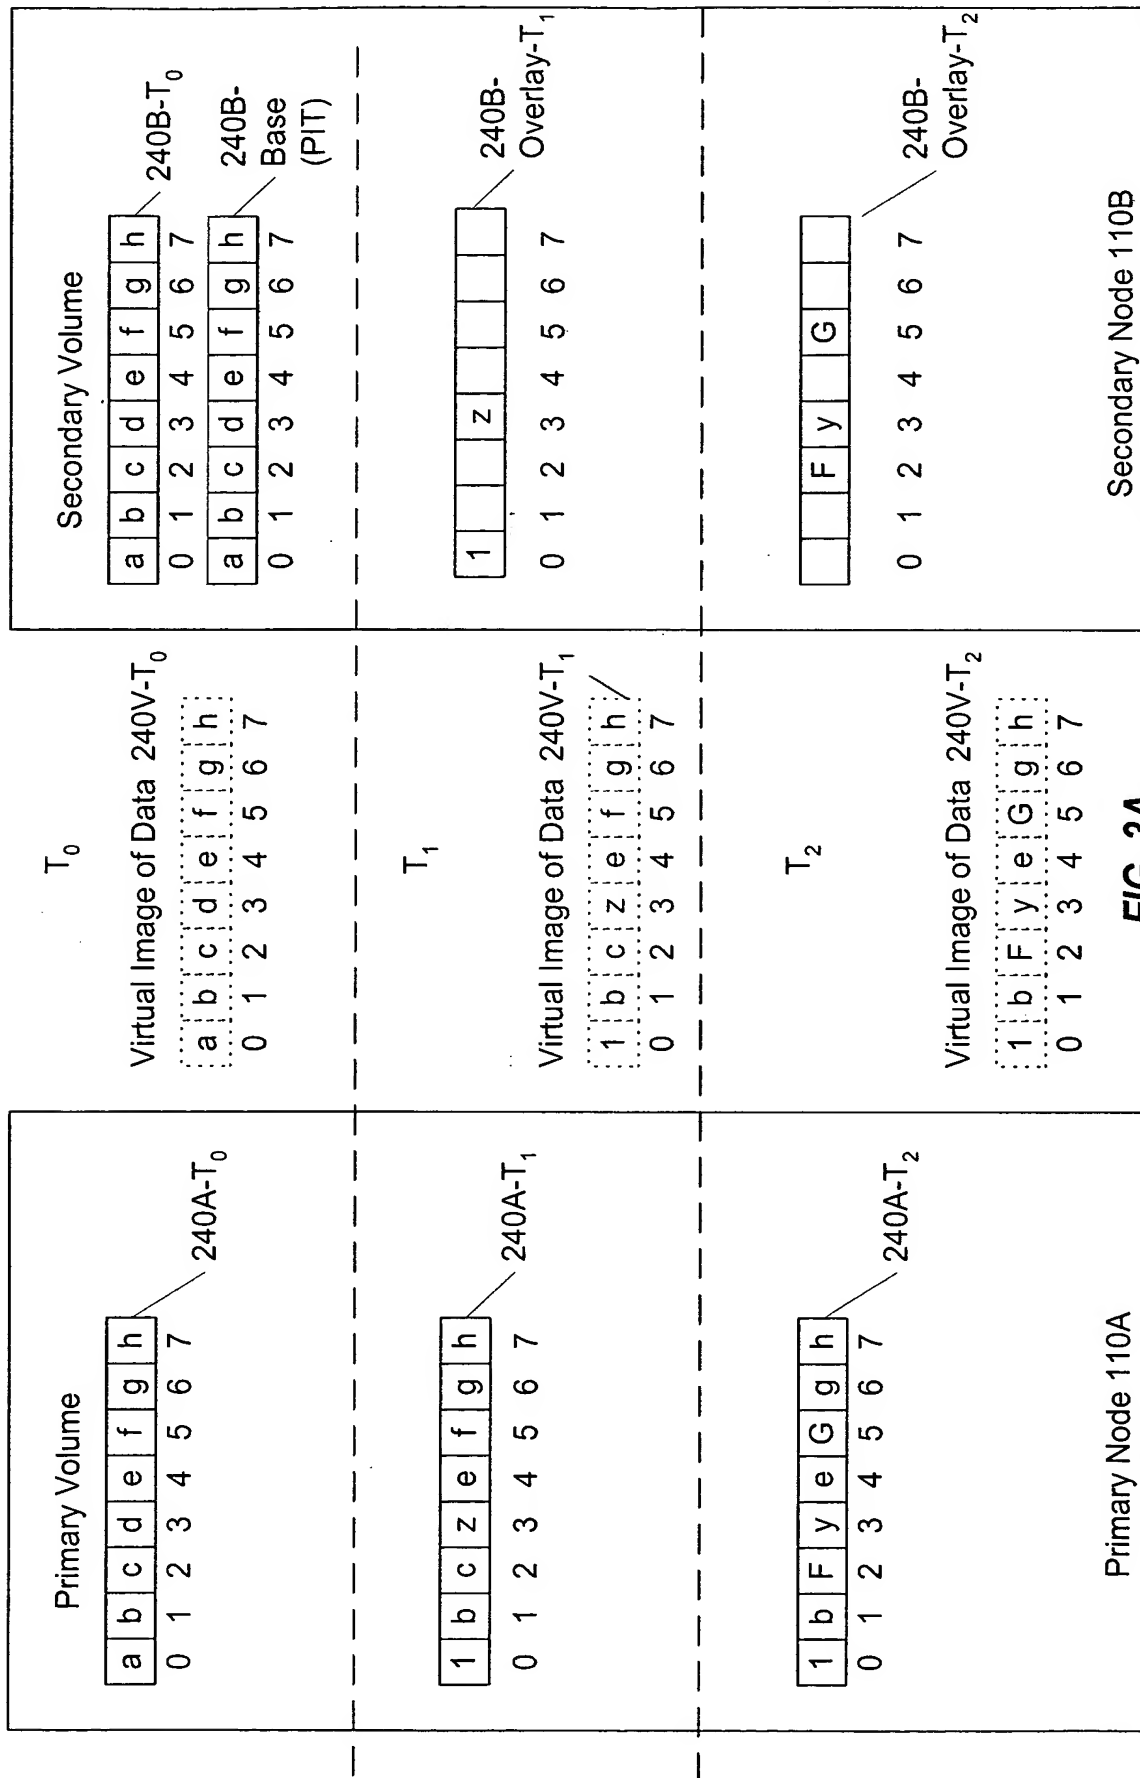 Primary Volume
a b c d e f g h
0 1 2 3 4 5 6 7
240A-T0
1 b c z e f g h
0 1 2 3 4 5 6 7
240A-T1
1 b F y e G g h
0 1 2 3 4 5 6 7
240A-T2
Primary Node 110A
T0
Virtual Image of Data 240V-T0
a b c d e f g h
0 1 2 3 4 5 6 7
T1
Virtual Image of Data 240V-T1
1 b c z e f g h
0 1 2 3 4 5 6 7
T2
Virtual Image of Data 240V-T2
1 b F y e G g h
0 1 2 3 4 5 6 7
Secondary Volume
a b c d e f g h
0 1 2 3 4 5 6 7
240B-T0
a b c d e f g h
0 1 2 3 4 5 6 7
240B-
Base
(PIT)
1 z
0 1 2 3 4 5 6 7
240B-
Overlay-T1
F y G
0 1 2 3 4 5 6 7
240B-
Overlay-T2
Secondary Node 110B
FIG. 3A